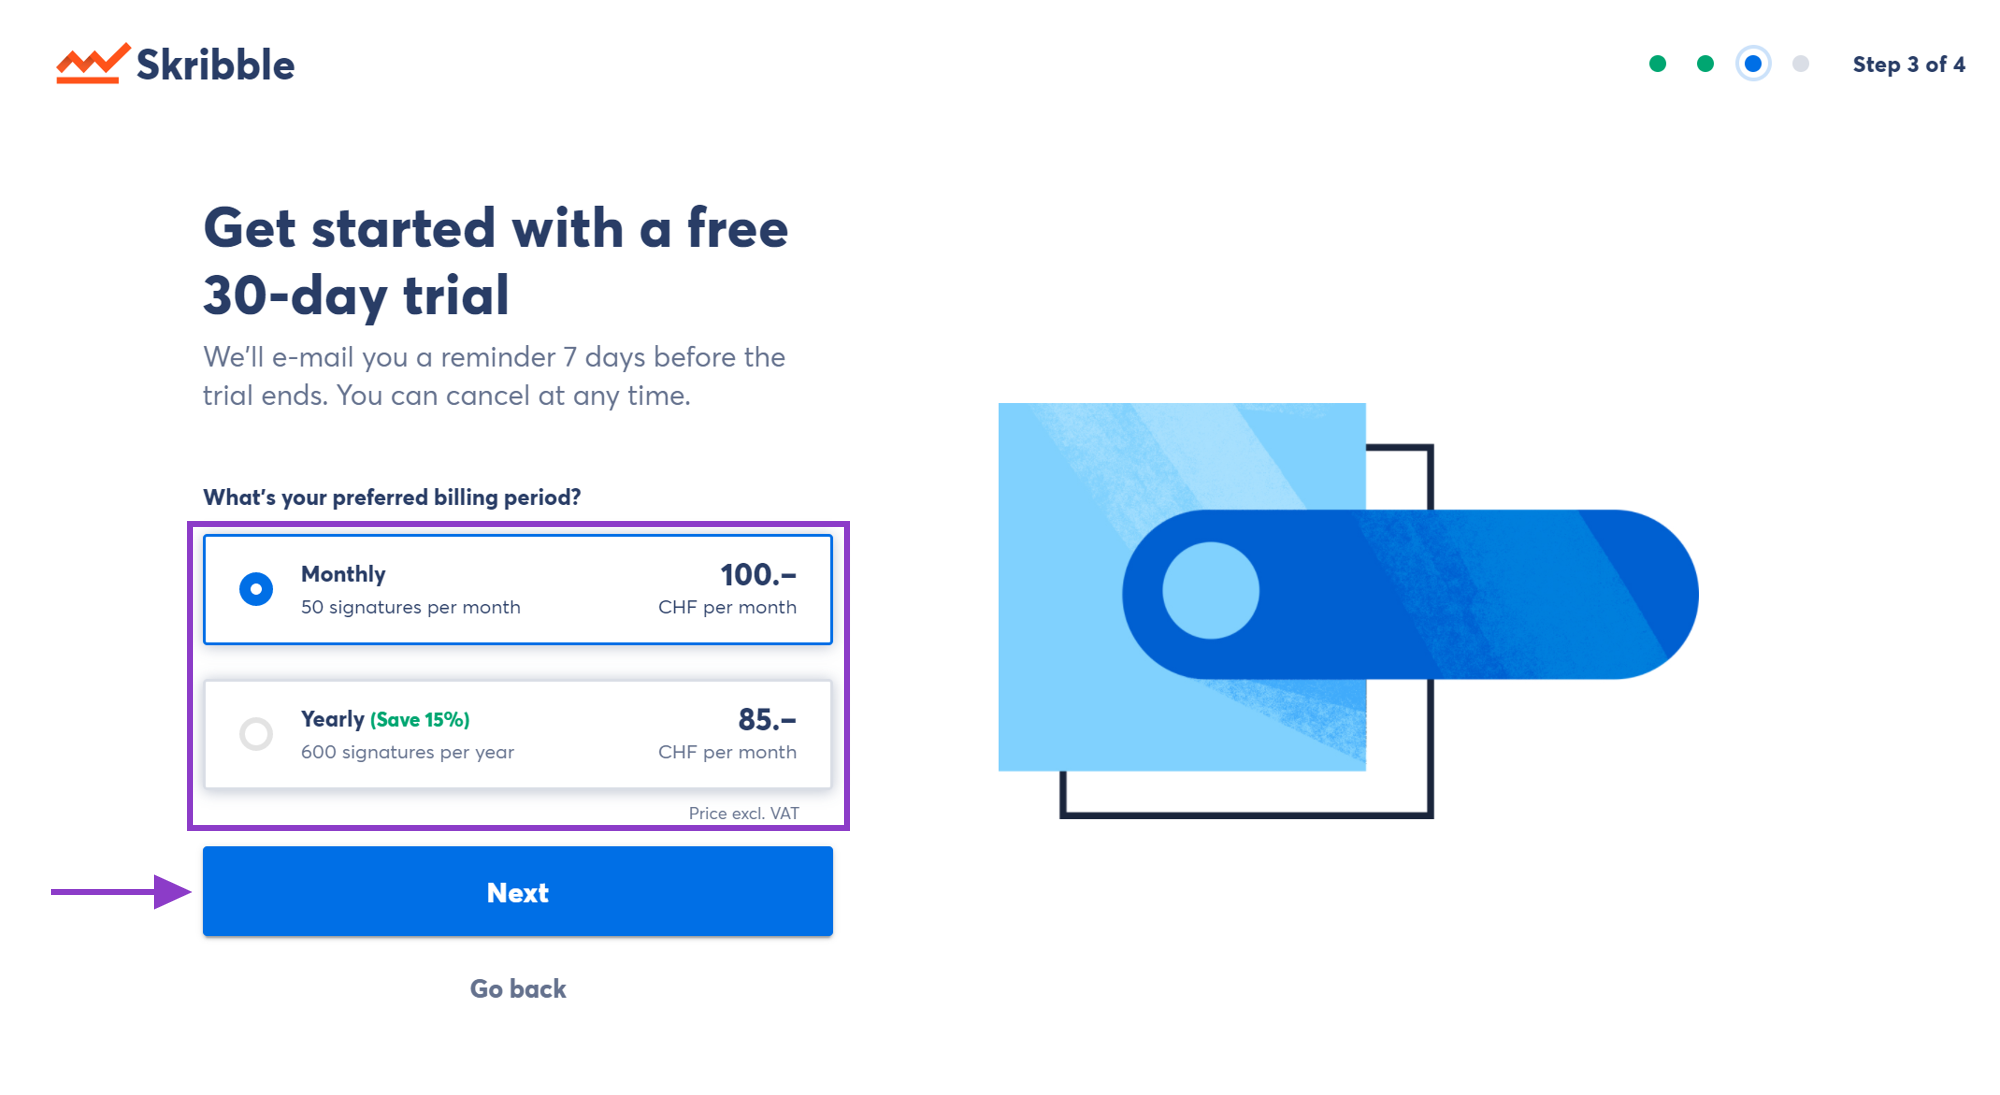 Skribble
Step 3 of 4
Get started with a free
30-day trial
We'll e-mail you a reminder 7 days before the
trial ends. You can cancel at any time.
What's your preferred billing period?
Monthly
100.–
50 signatures per month
CHF per month
Yearly (Save 15%)
85.–
600 signatures per year
CHF per month
Price excl. VAT
Next
Go back